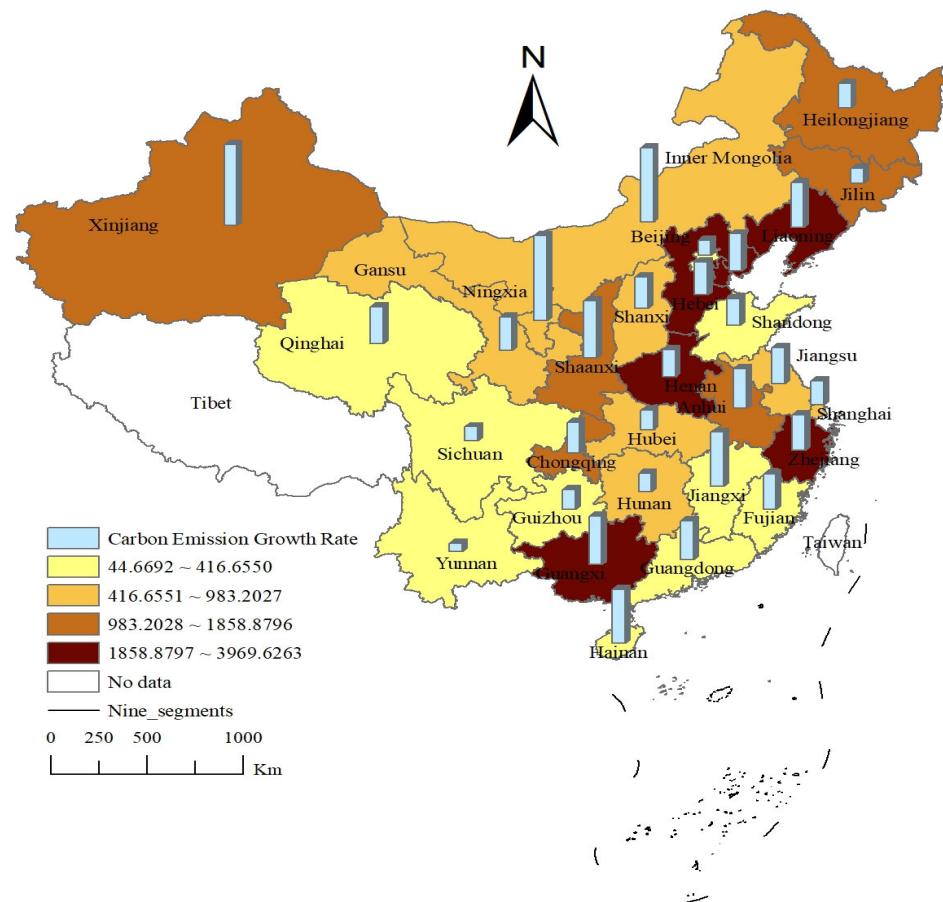 N
Heilongjiang
Inner Mongolia
Jilin
Xinjiang
Beijing
Liaoning
Gansu
Ningxia
Hebei
Shanxi
Shandong
Qinghai
Jiangsu
Shaanxi
Henan
Tibet
Anhui
Shanghai
Hubei
Sichuan
Chongqing
Zhejiang
Jiangxi
Hunan
Guizhou
Fujian
Taiwan
Yunnan
Guangxi
Guangdong
Hainan
Carbon Emission Growth Rate
44.6692 ~ 416.6550
416.6551 ~ 983.2027
983.2028 ~ 1858.8796
1858.8797 ~ 3969.6263
No data
Nine_segments
0 250 500 1000
Km